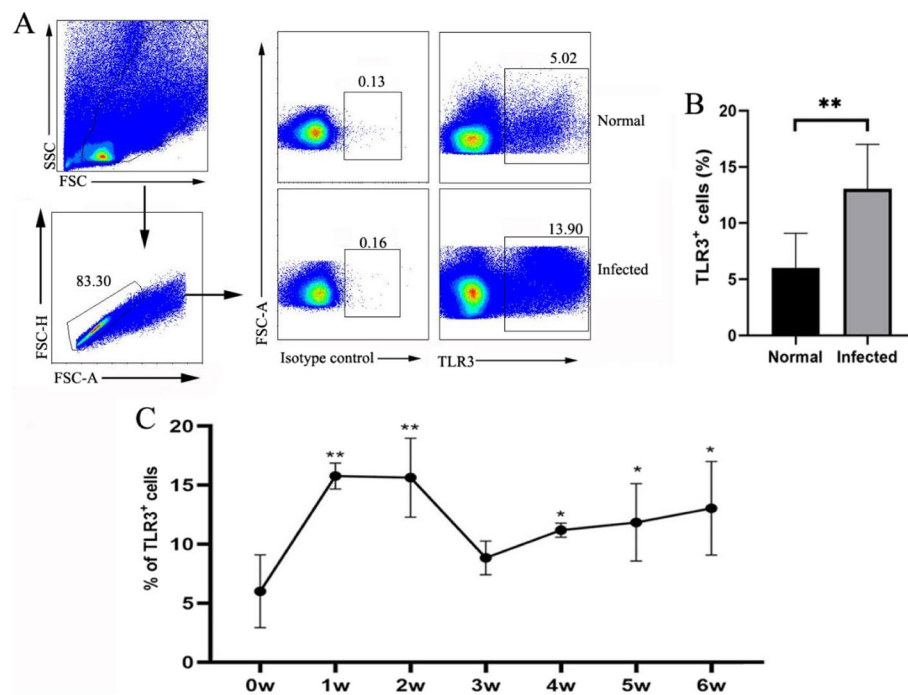 A
SSC
FSC
FSC-H
83.30
FSC-A
FSC-A
0.13
5.02
Normal
0.16
13.90
Infected
Isotype control
TLR3
B
**
TLR3+ cells (%)
20
15
10
5
0
Normal Infected
C
% of TLR3+ cells
20
15
10
5
0
**
**
*
*
*
0w 1w 2w 3w 4w 5w 6w